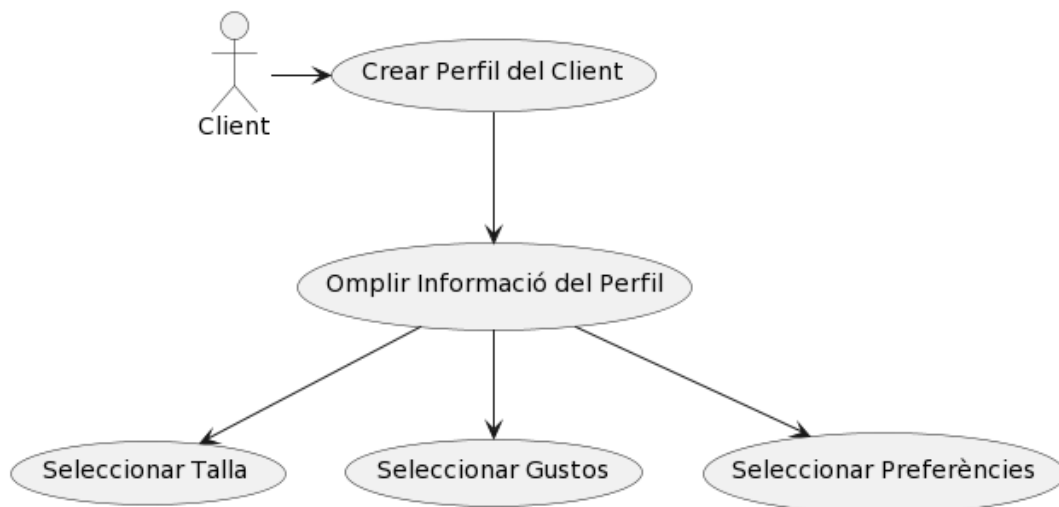 Crear Perfil del Client
Client
Omplir Informació del Perfil
Seleccionar Talla
Seleccionar Gustos
Seleccionar Preferències